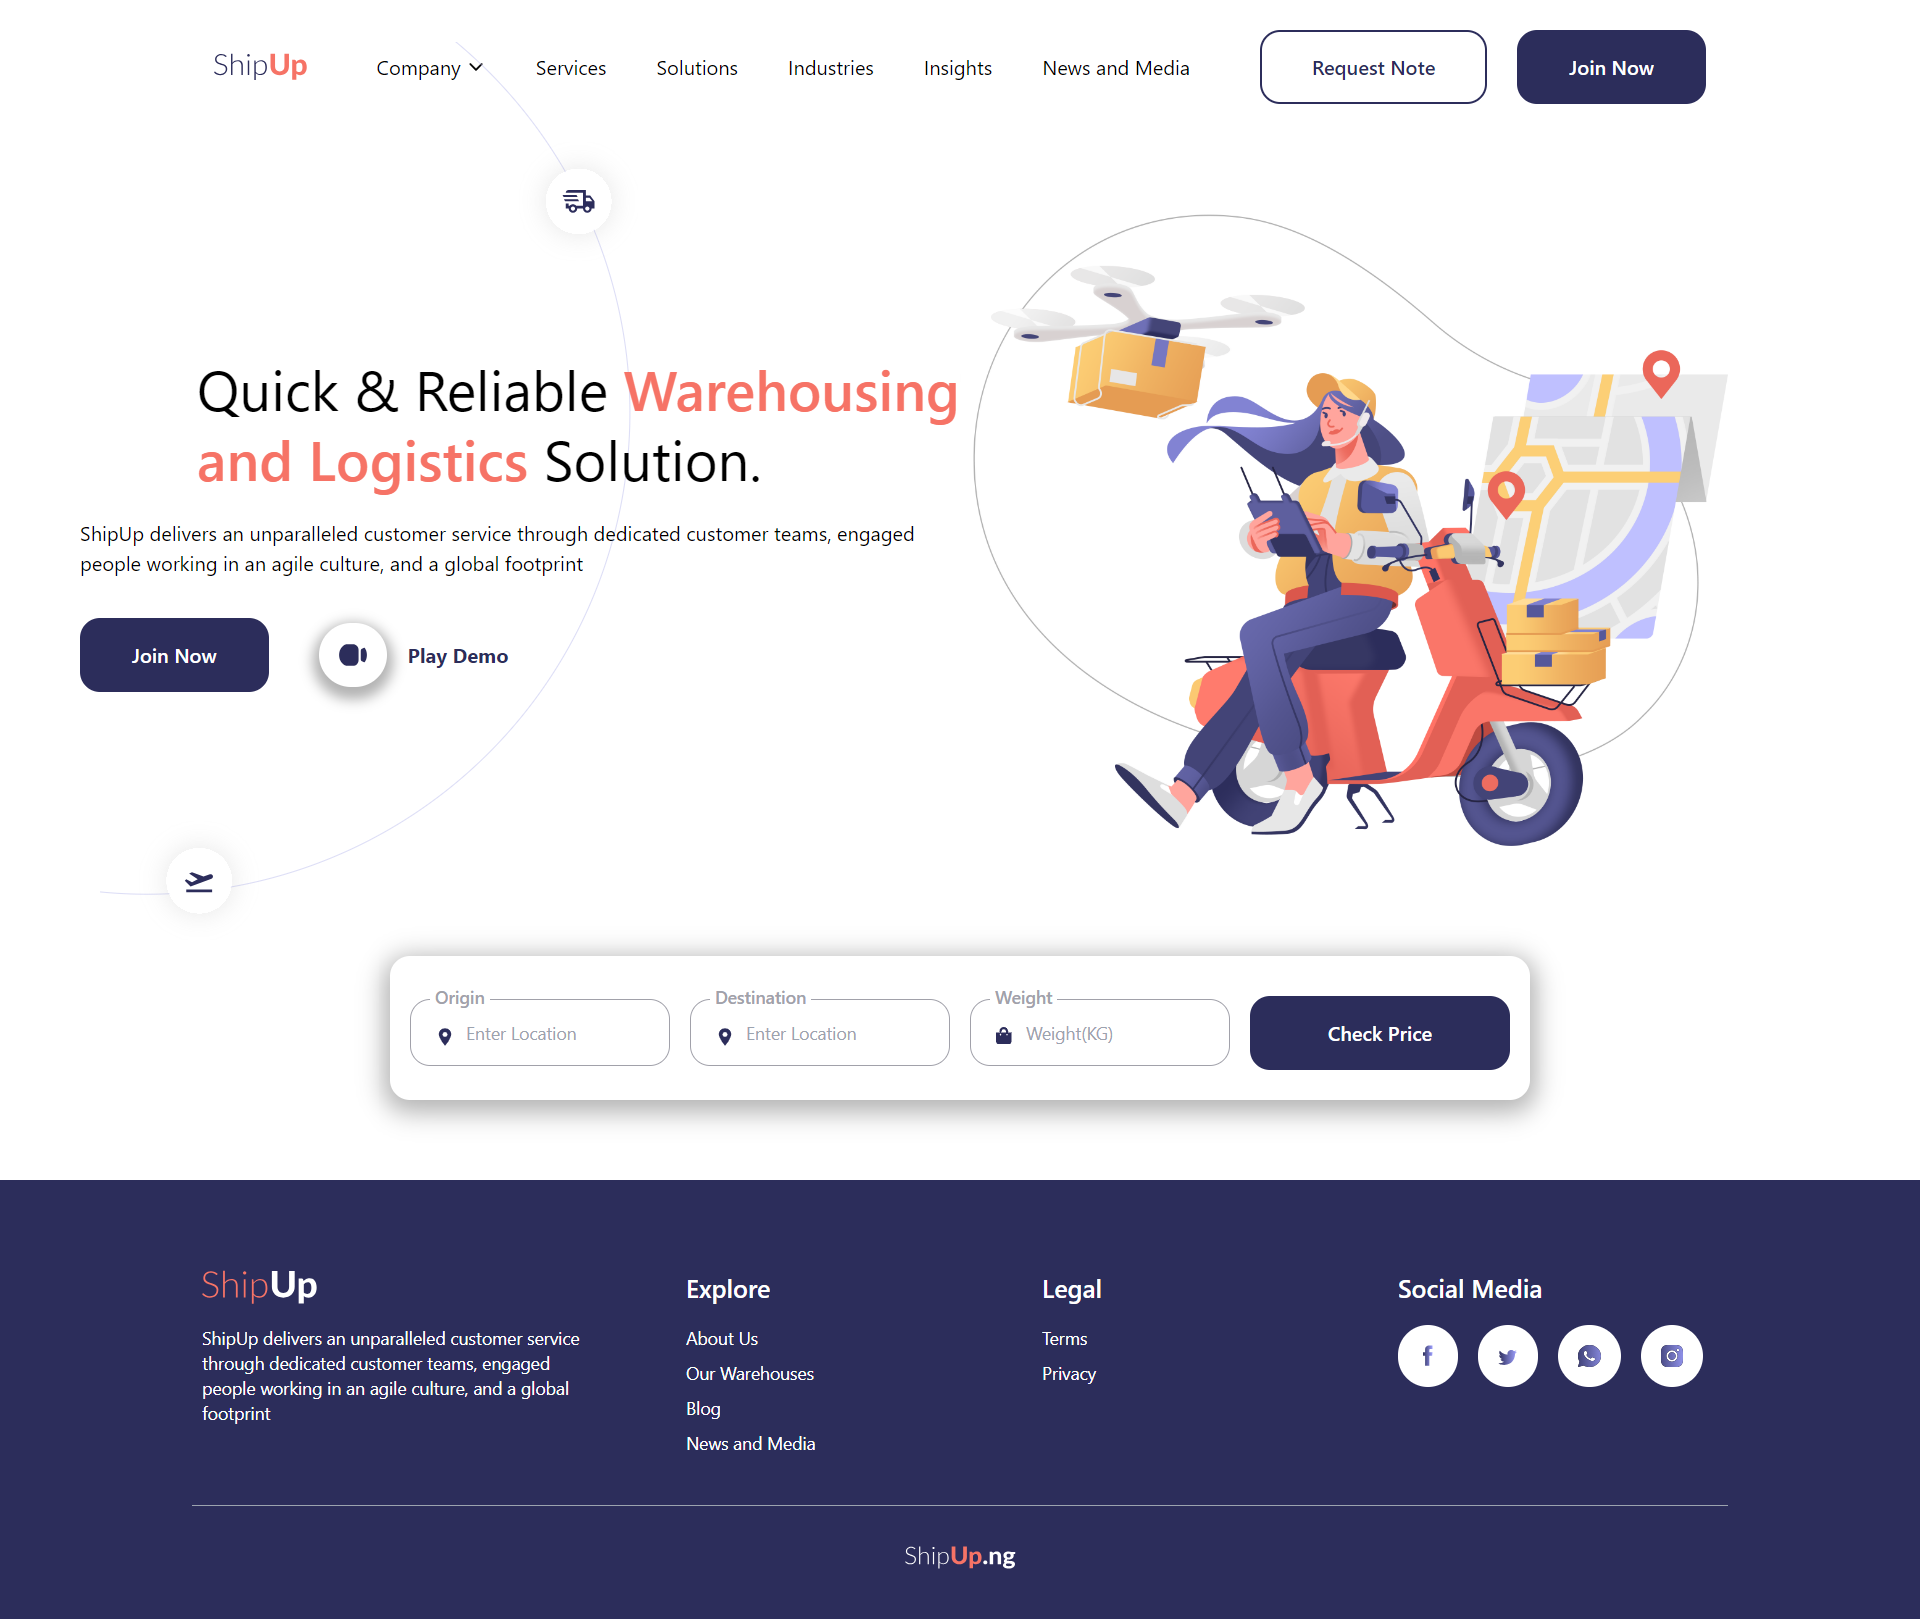 ShipUp
Company
Services
Solutions
Industries
Insights
News and Media
Request Note
Join Now
Quick & Reliable Warehousing
and Logistics Solution.
ShipUp delivers an unparalleled customer service through dedicated customer teams, engaged
people working in an agile culture, and a global footprint
Join Now
Play Demo
Origin
Enter Location
Destination
Enter Location
Weight
Weight(KG)
Check Price
ShipUp
ShipUp delivers an unparalleled customer service
through dedicated customer teams, engaged
people working in an agile culture, and a global
footprint
Explore
About Us
Our Warehouses
Blog
News and Media
Legal
Terms
Privacy
Social Media
ShipUp.ng